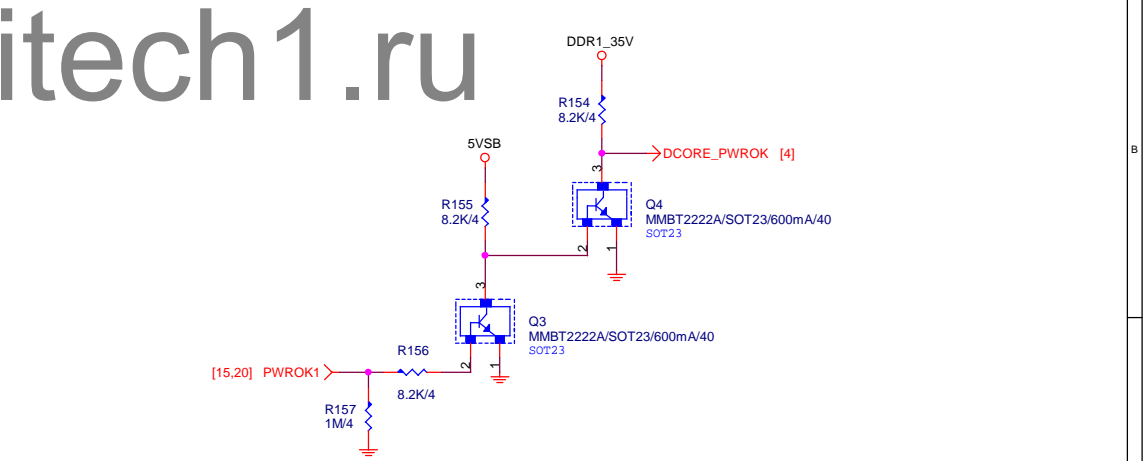 itech1.ru
DDR1_35V
R154
8.2K/4
DCORE_PWROK [4]
B
5VSB
3
R155
8.2K/4
Q4
MMBT2222A/SOT23/600mA/40
SOT23
2
1
3
Q3
MMBT2222A/SOT23/600mA/40
SOT23
R156
2
1
[15,20] PWROK1
8.2K/4
R157
1M/4